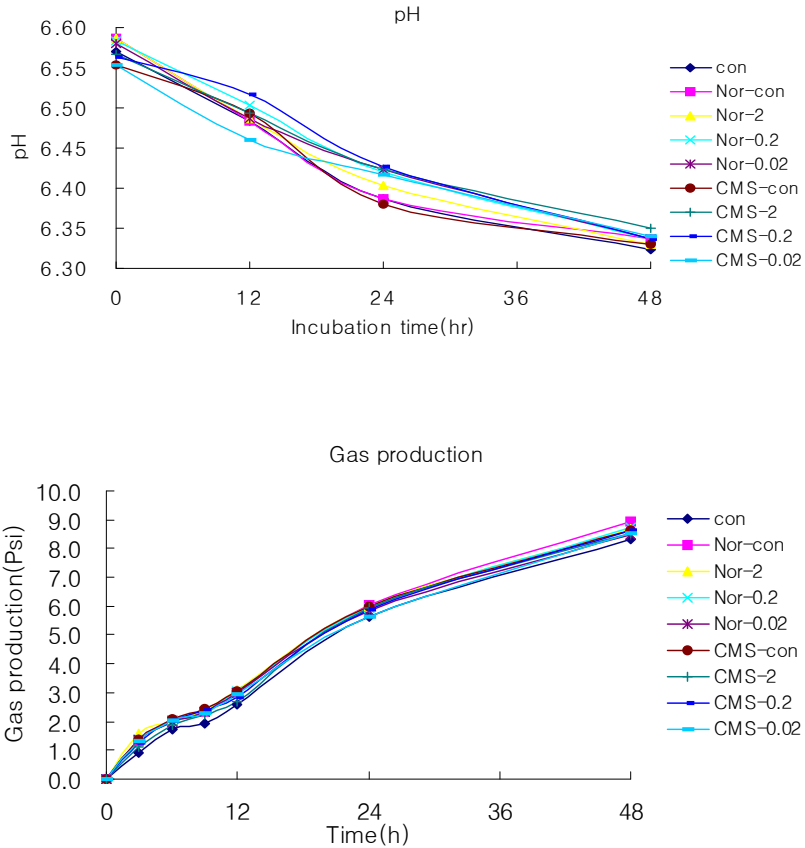 pH
6.60
6.55
6.50
6.45
6.40
6.35
6.30
pH
0 12 24 36 48
Incubation time(hr)
con
Nor-con
Nor-2
Nor-0.2
Nor-0.02
CMS-con
CMS-2
CMS-0.2
CMS-0.02
Gas production
10.0
9.0
8.0
7.0
6.0
5.0
4.0
3.0
2.0
1.0
0.0
Gas production(Psi)
0 12 24 36 48
Time(h)
con
Nor-con
Nor-2
Nor-0.2
Nor-0.02
CMS-con
CMS-2
CMS-0.2
CMS-0.02